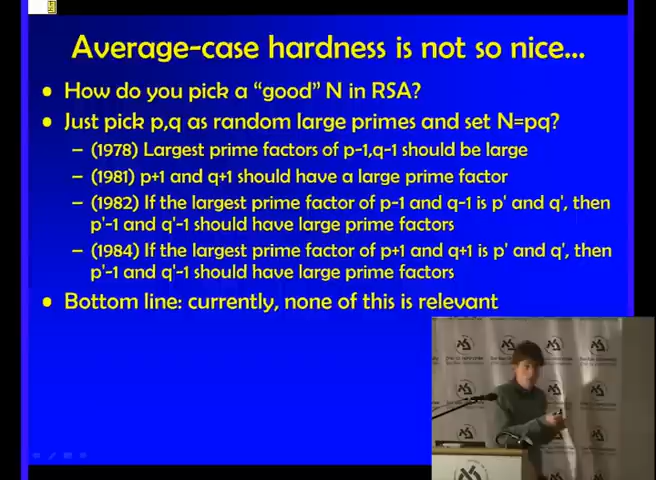 Average-case hardness is not so nice...
• How do you pick a “good” N in RSA?
• Just pick p,q as random large primes and set N=pq?
– (1978) Largest prime factors of p-1,q-1 should be large
– (1981) p+1 and q+1 should have a large prime factor
– (1982) If the largest prime factor of p-1 and q-1 is p' and q', then
p'-1 and q'-1 should have large prime factors
– (1984) If the largest prime factor of p+1 and q+1 is p' and q', then
p'-1 and q'-1 should have large prime factors
• Bottom line: currently, none of this is relevant